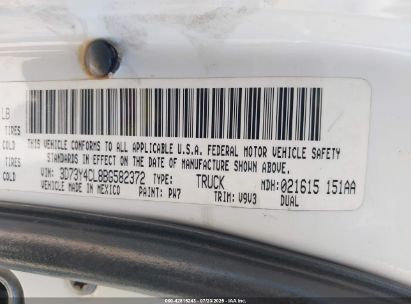 LB
TIRES
COLD
TIRES
COLD
THIS VEHICLE CONFORMS TO ALL APPLICABLE U.S.A. FEDERAL MOTOR VEHICLE SAFETY
STANDARDS IN EFFECT ON THE DATE OF MANUFACTURE SHOWN ABOVE.
VIN: 3D73Y4CL8BG582372 TYPE: TRUCK MDH: 021615 151AA
VEHICLE MADE IN MEXICO PAINT: PW7 TRIM: V9V3 DUAL